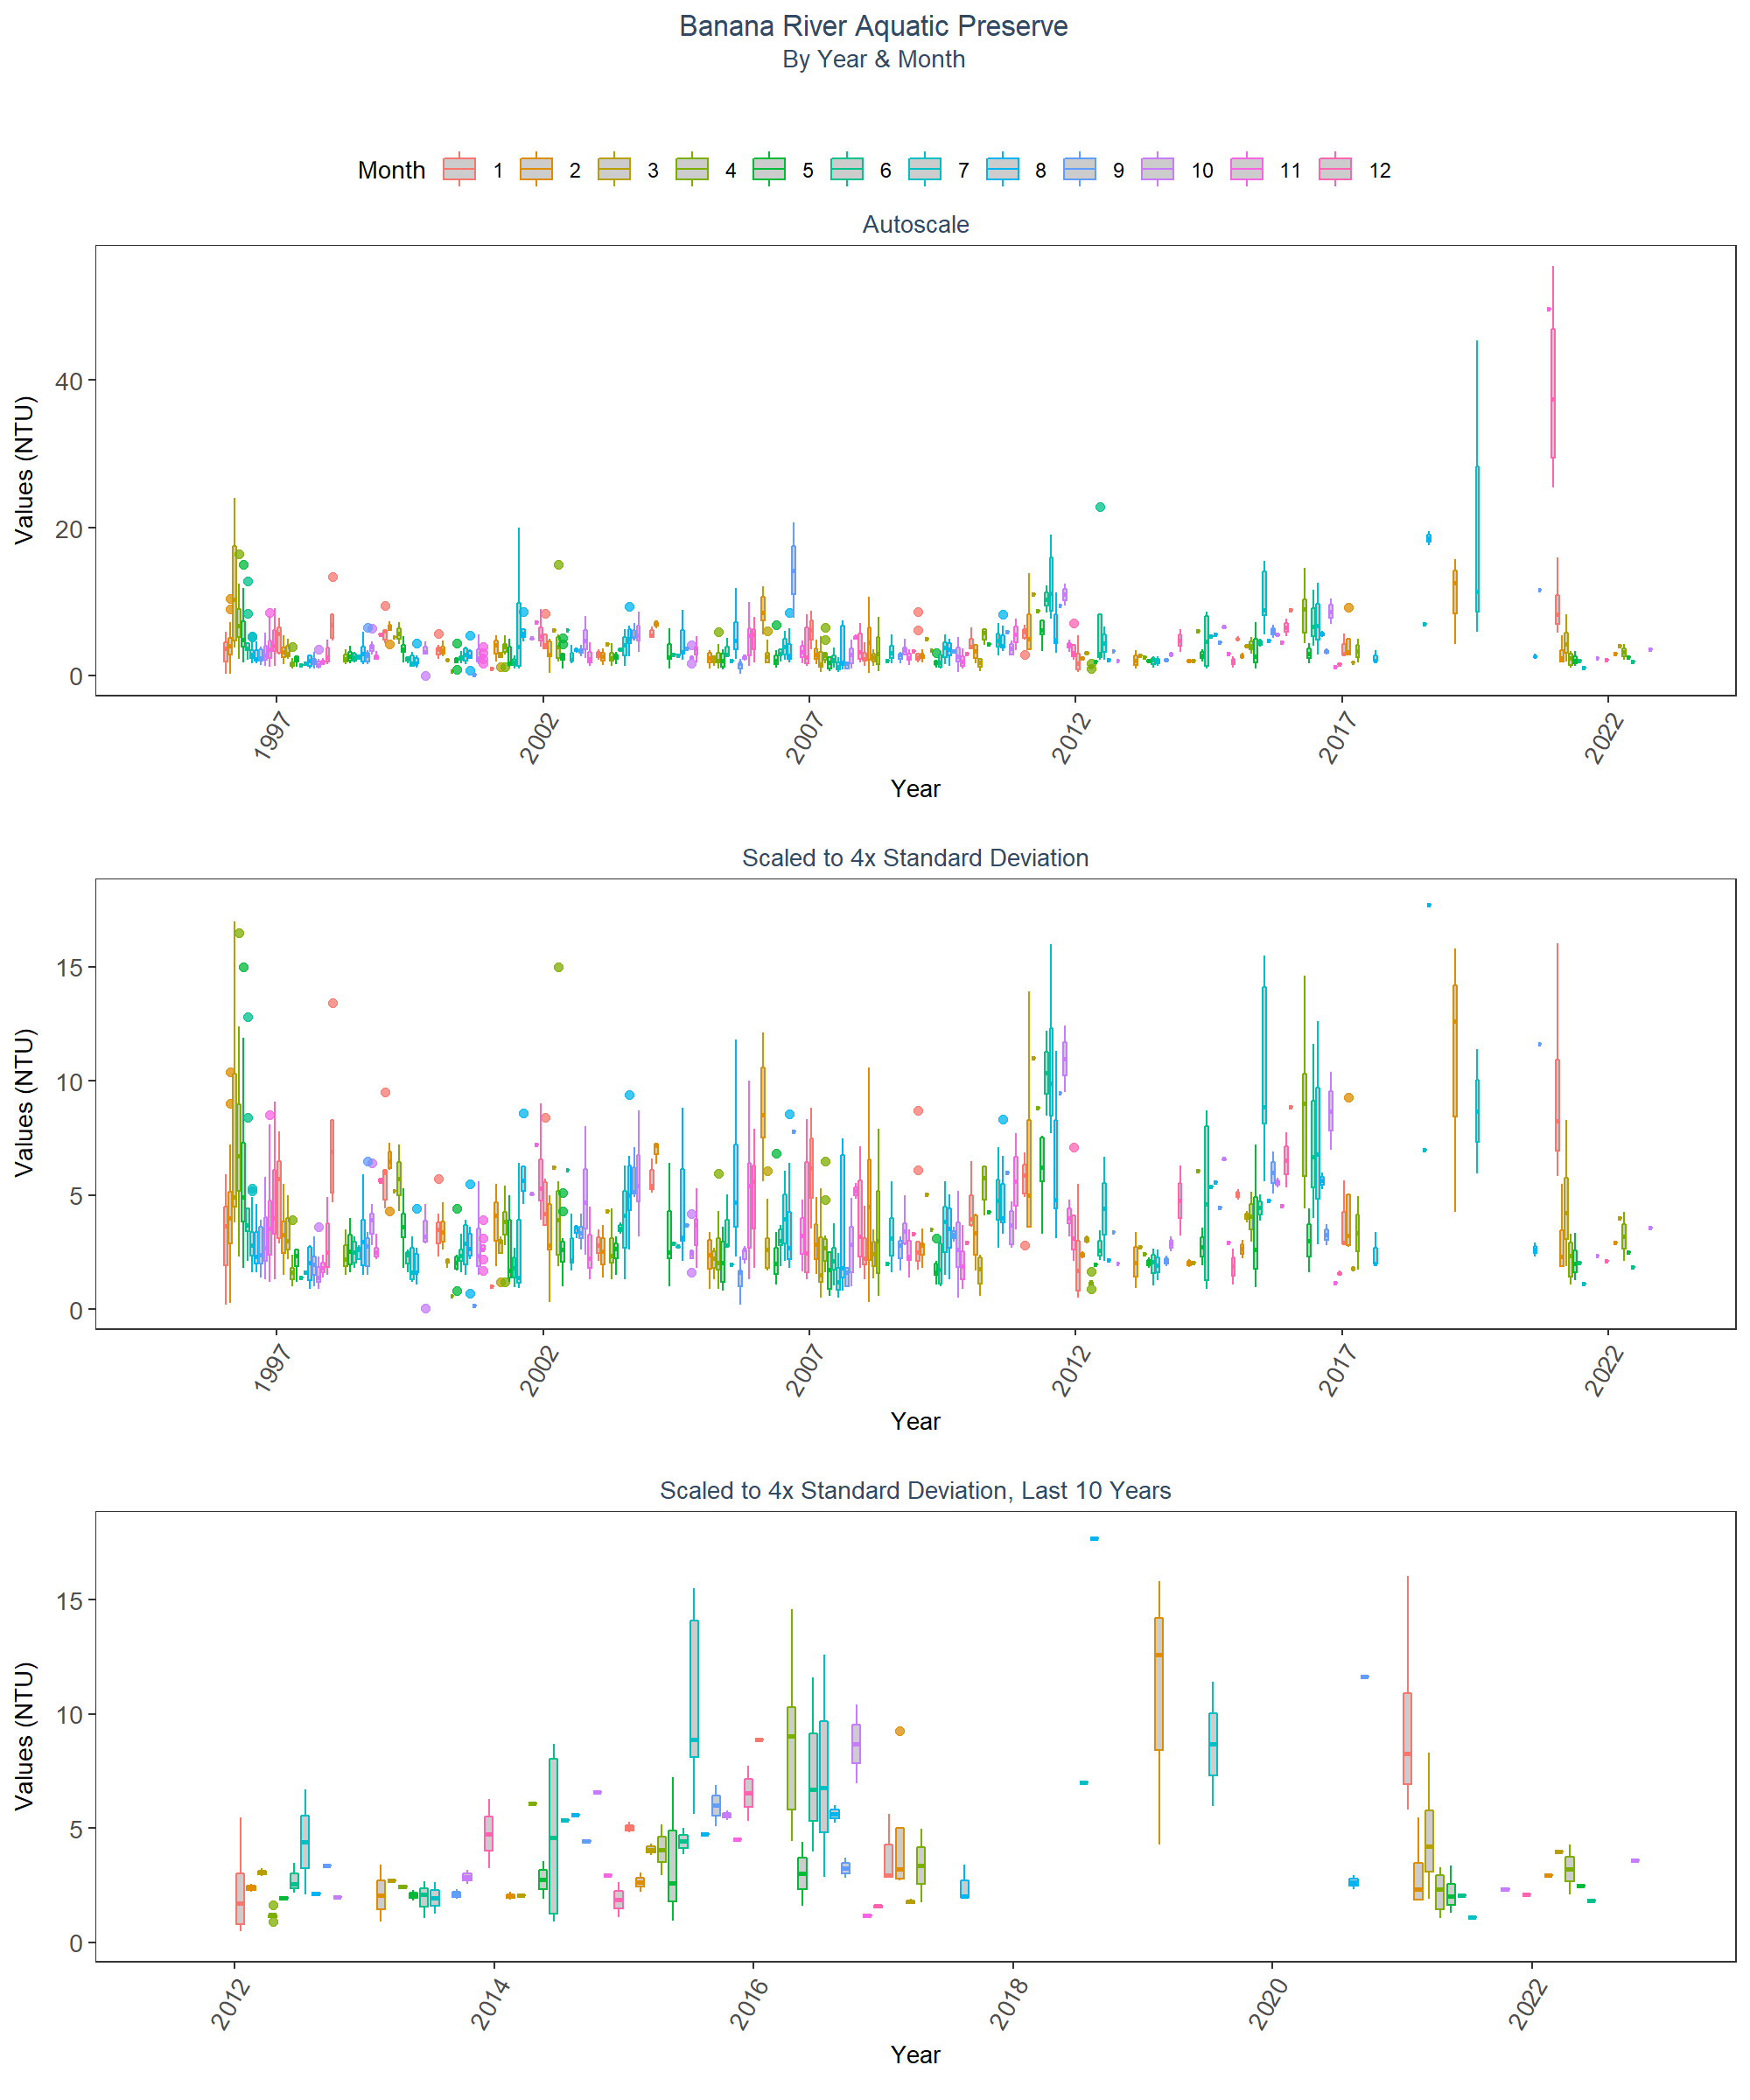 Banana River Aquatic Preserve
By Year & Month
Month 1 2 3 4 5 6 7 8 9 10 11 12
Autoscale
Values (NTU)
40
20
0
1997 2002 2007 2012 2017 2022
Year
Scaled to 4x Standard Deviation
Values (NTU)
15
10
5
0
1997 2002 2007 2012 2017 2022
Year
Scaled to 4x Standard Deviation, Last 10 Years
Values (NTU)
15
10
5
0
2012 2014 2016 2018 2020 2022
Year